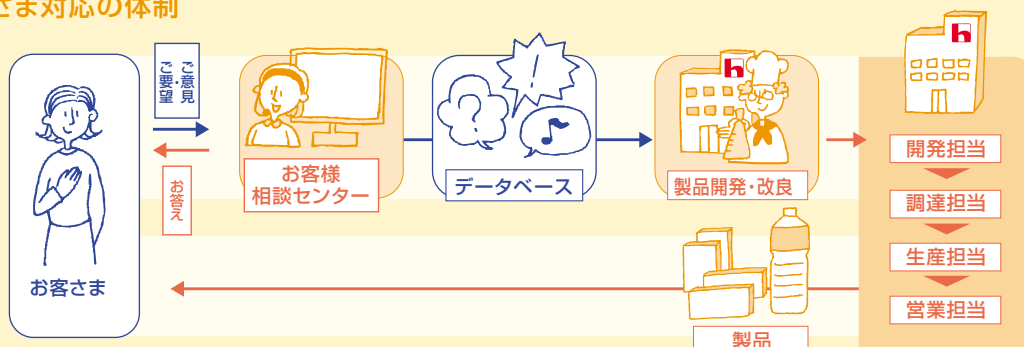 さま対応の体制
ご意見・
ご要望
お答え
お客さま
お客様
相談センター
データベース
製品開発・改良
開発担当
調達担当
生産担当
営業担当
製品